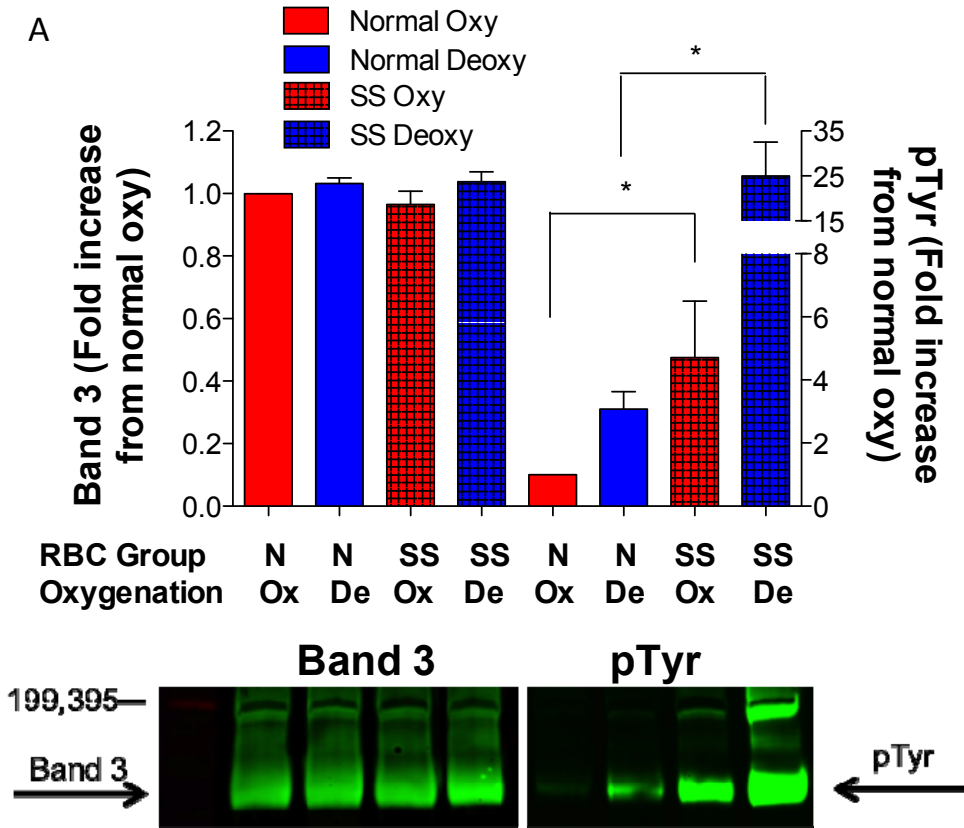 A
Normal Oxy
Normal Deoxy
SS Oxy
SS Deoxy
*
*
Band 3 (Fold increase
from normal oxy)
1.2
1.0
0.8
0.6
0.4
0.2
0.0
35
25
15
8
6
4
2
0
pTyr (Fold increase
from normal oxy)
RBC Group N N SS SS N N SS SS
Oxygenation Ox De Ox De Ox De Ox De
Band 3 pTyr
199,395
Band 3
pTyr